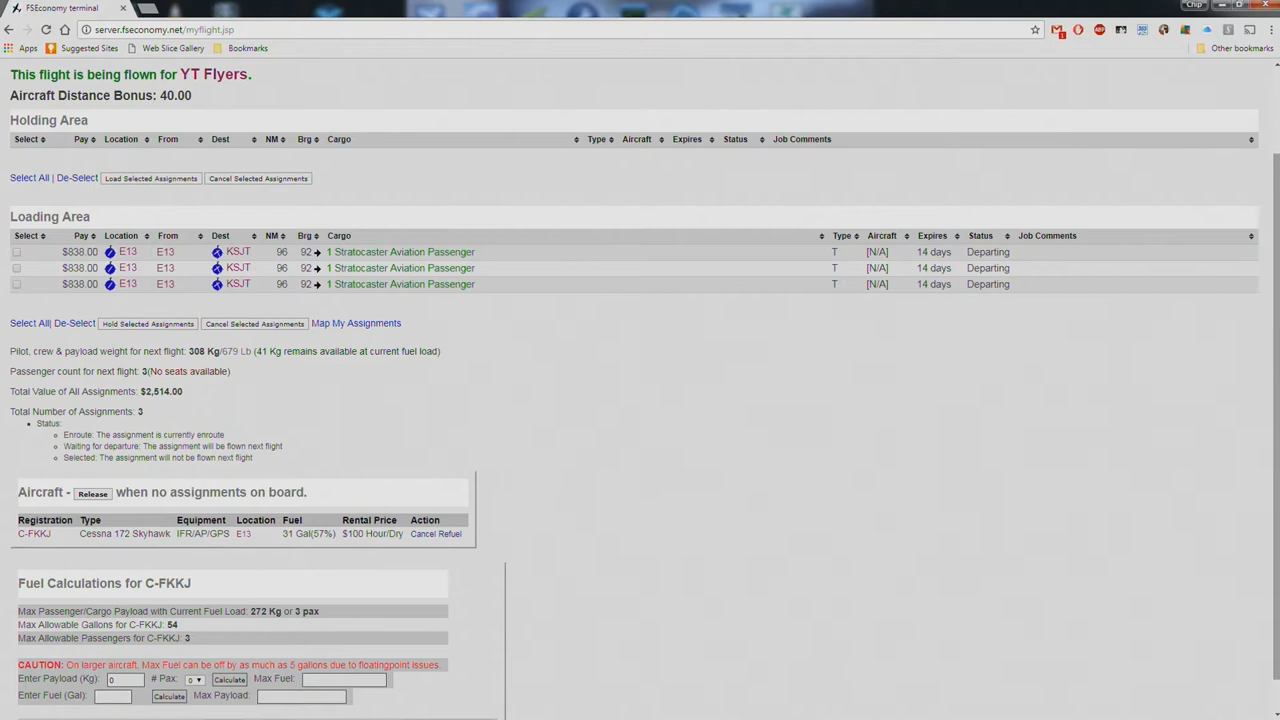 FSEconomy terminal
Chip
server.fseconomy.net/myflight.jsp
Apps Suggested Sites Web Slice Gallery Bookmarks Other bookmarks
This flight is being flown for YT Flyers.
Aircraft Distance Bonus: 40.00
Holding Area
Select Pay Location From Dest NM Brg Cargo Type Aircraft Expires Status Job Comments
Select All | De-Select Load Selected Assignments Cancel Selected Assignments
Loading Area
Select Pay Location From Dest NM Brg Cargo Type Aircraft Expires Status Job Comments
$838.00 E13 E13 KSJT 96 92 1 Stratocaster Aviation Passenger T [N/A] 14 days Departing
$838.00 E13 E13 KSJT 96 92 1 Stratocaster Aviation Passenger T [N/A] 14 days Departing
$838.00 E13 E13 KSJT 96 92 1 Stratocaster Aviation Passenger T [N/A] 14 days Departing
Select All| De-Select Hold Selected Assignments Cancel Selected Assignments Map My Assignments
Pilot, crew & payload weight for next flight: 308 Kg/679 Lb (41 Kg remains available at current fuel load)
Passenger count for next flight: 3(No seats available)
Total Value of All Assignments: $2,514.00
Total Number of Assignments: 3
Status:
Enroute: The assignment is currently enroute
Waiting for departure: The assignment will be flown next flight
Selected: The assignment will not be flown next flight
Aircraft - Release when no assignments on board.
Registration Type Equipment Location Fuel Rental Price Action
C-FKKJ Cessna 172 Skyhawk IFR/AP/GPS E13 31 Gal(57%) $100 Hour/Dry Cancel Refuel
Fuel Calculations for C-FKKJ
Max Passenger/Cargo Payload with Current Fuel Load: 272 Kg or 3 pax
Max Allowable Gallons for C-FKKJ: 54
Max Allowable Passengers for C-FKKJ: 3
CAUTION: On larger aircraft, Max Fuel can be off by as much as 5 gallons due to floatingpoint issues.
Enter Payload (Kg): 0 # Pax: 0 Calculate Max Fuel:
Enter Fuel (Gal): Calculate Max Payload: